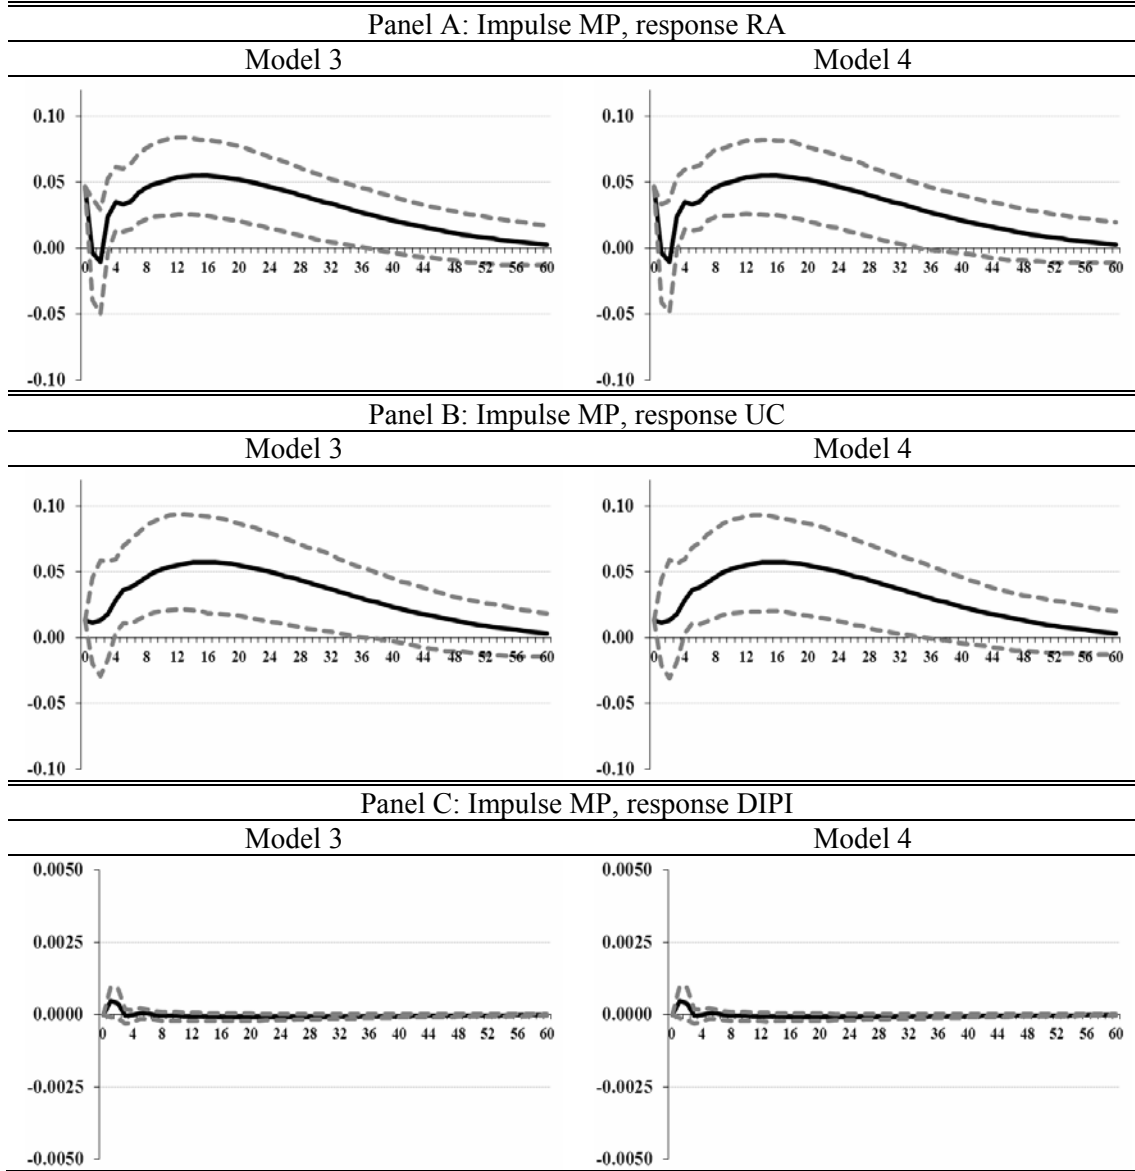 Panel A: Impulse MP, response RA
Model 3 Model 4
0.10 0.10
0.05 0.05
0.00 0.00
0 4 8 12 16 20 24 28 32 36 40 44 48 52 56 60 0 4 8 12 16 20 24 28 32 36 40 44 48 52 56 60
-0.05 -0.05
-0.10 -0.10
Panel B: Impulse MP, response UC
Model 3 Model 4
0.10 0.10
0.05 0.05
0.00 0.00
0 4 8 12 16 20 24 28 32 36 40 44 48 52 56 60 0 4 8 12 16 20 24 28 32 36 40 44 48 52 56 60
-0.05 -0.05
-0.10 -0.10
Panel C: Impulse MP, response DIPI
Model 3 Model 4
0.0050 0.0050
0.0025 0.0025
0.0000 0.0000
0 4 8 12 16 20 24 28 32 36 40 44 48 52 56 60 0 4 8 12 16 20 24 28 32 36 40 44 48 52 56 60
-0.0025 -0.0025
-0.0050 -0.0050